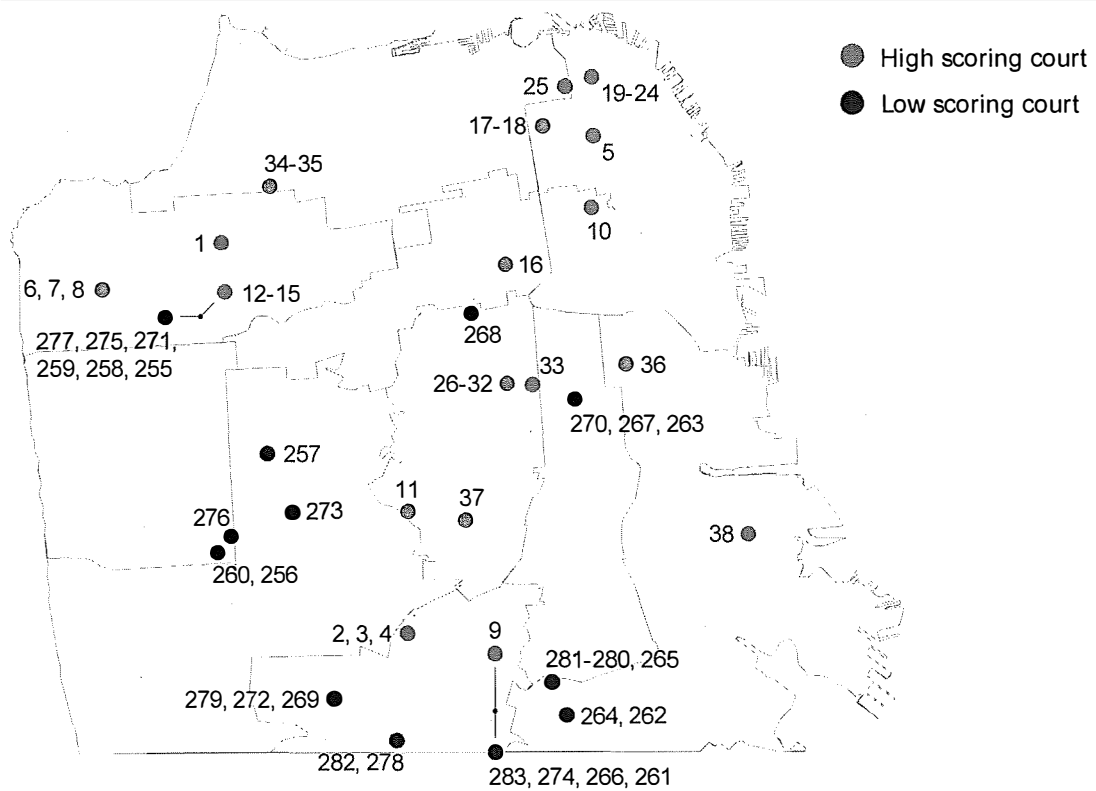 High scoring court
25
19-24
Low scoring court
17-18
5
34-35
10
1
16
6, 7, 8
12-15
268
277, 275, 271,
259, 258, 255
33
36
26-32
270, 267, 263
257
11
37
276
273
38
260, 256
2, 3, 4
9
281-280, 265
279, 272, 269
264, 262
282, 278
283, 274, 266, 261